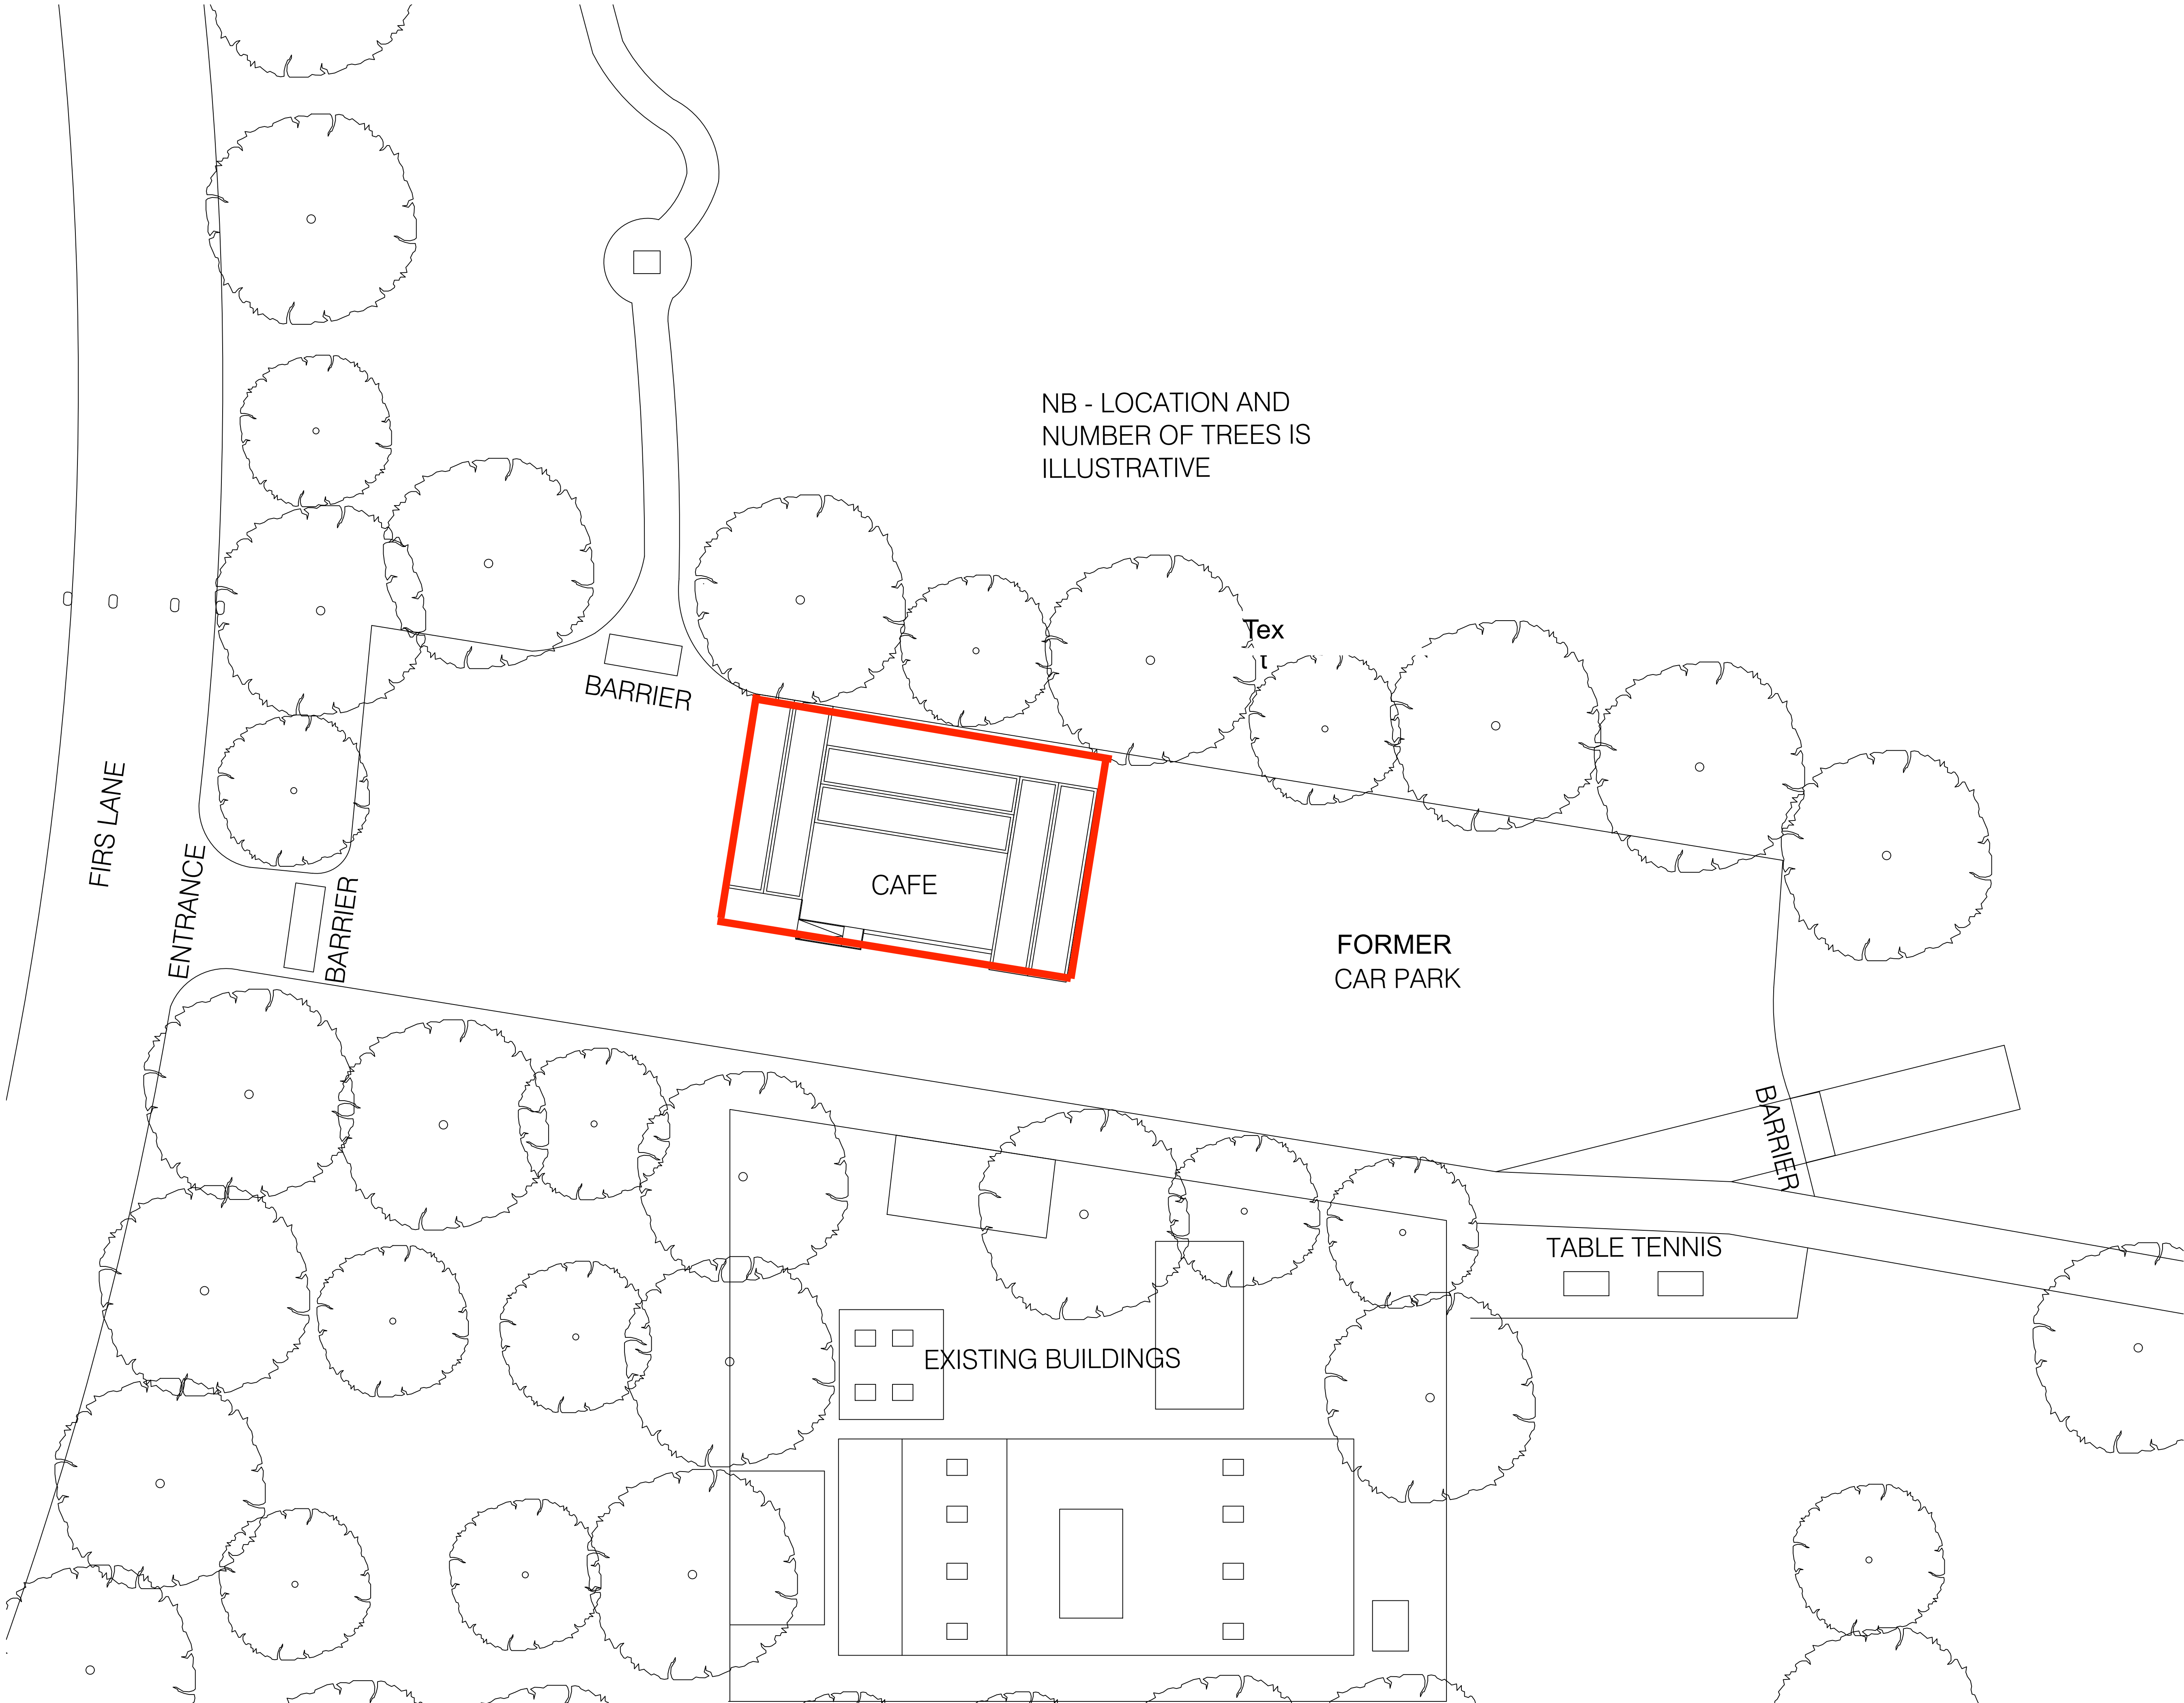 NB - LOCATION AND
NUMBER OF TREES IS
ILLUSTRATIVE
Tex
BARRIER
FIRS LANE
ENTRANCE
BARRIER
CAFE
FORMER
CAR PARK
BARRIER
TABLE TENNIS
EXISTING BUILDINGS